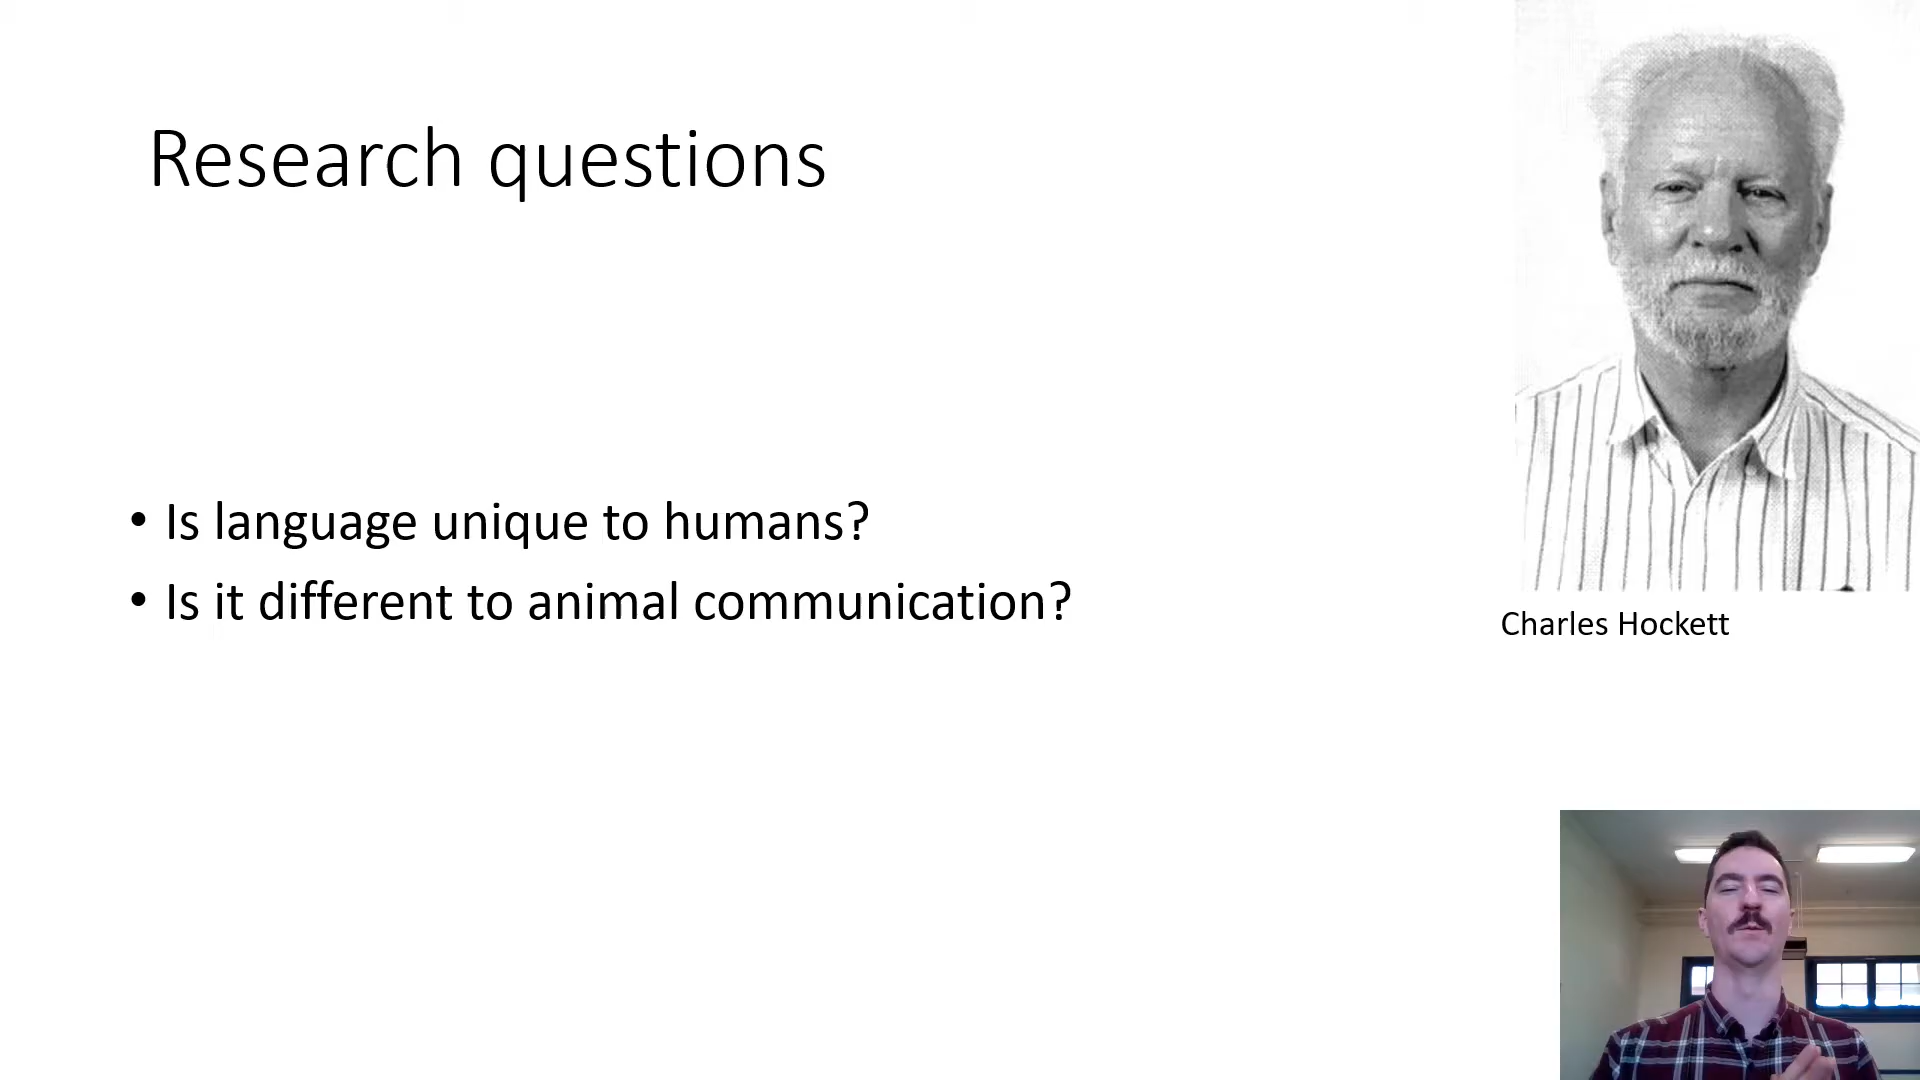 Research questions
• Is language unique to humans?
• Is it different to animal communication?
Charles Hockett